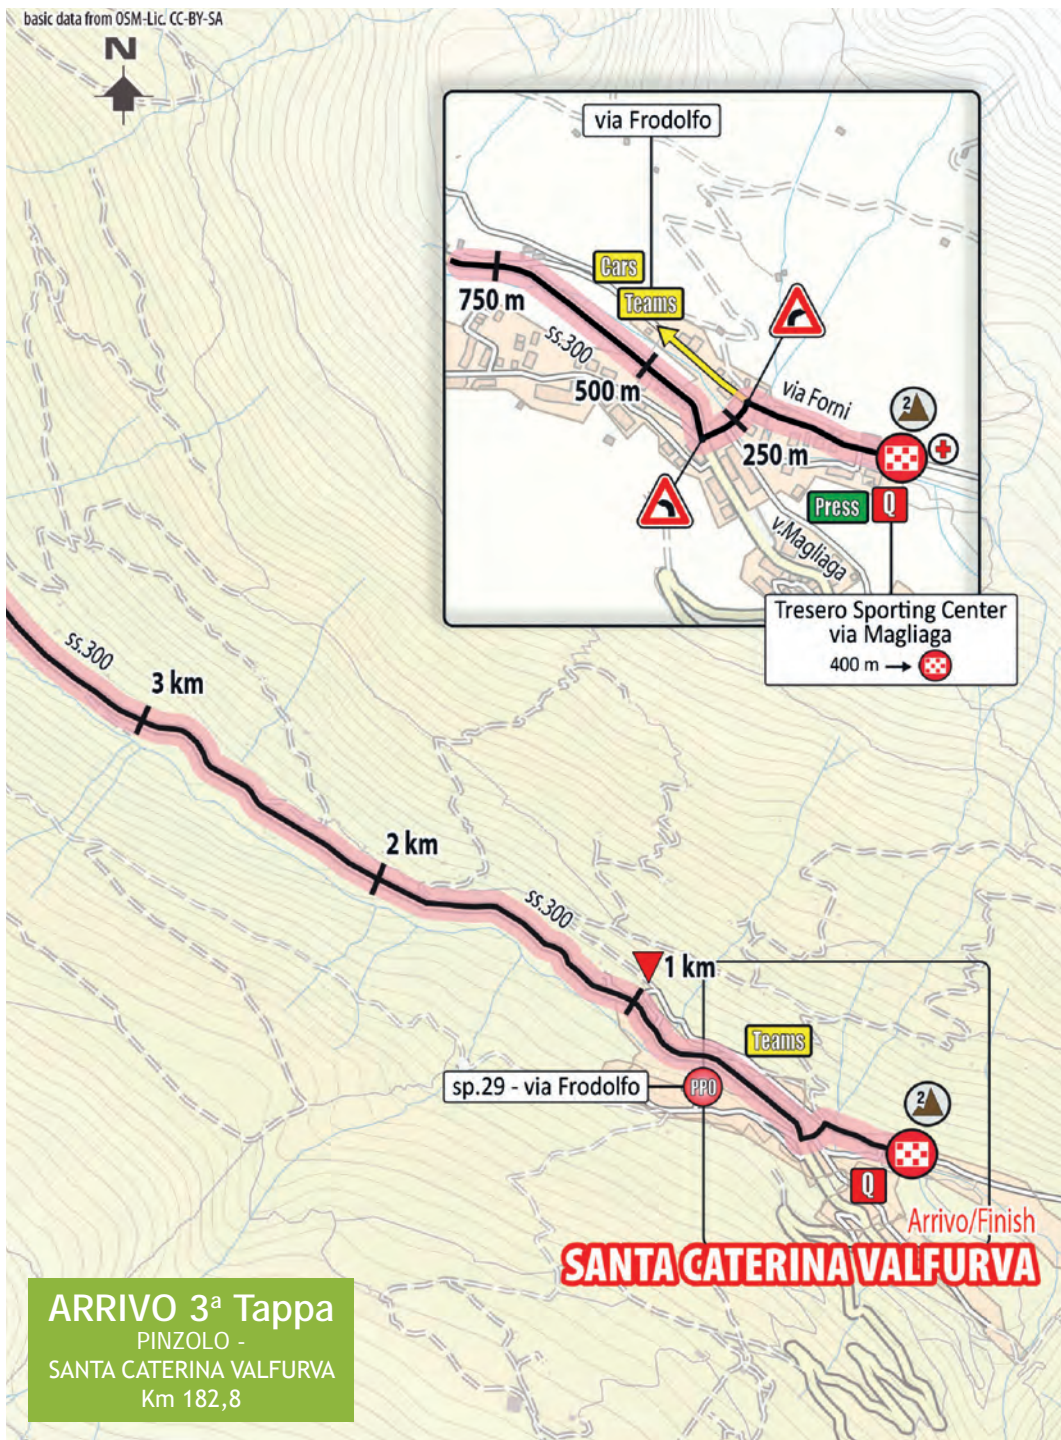 basic data from OSM-Lic. CC-BY-SA
N
via Frodolfo
Cars
Teams
750 m
ss.300
500 m
via Forni
2
250 m
Press
Q
v.Magliaga
Tresero Sporting Center
via Magliaga
400 m
ss.300
3 km
2 km
ss.300
1 km
Teams
sp.29 - via Frodolfo
PPO
2
Q
Arrivo/Finish
SANTA CATERINA VALFURVA
ARRIVO 3ª Tappa
PINZOLO -
SANTA CATERINA VALFURVA
Km 182,8